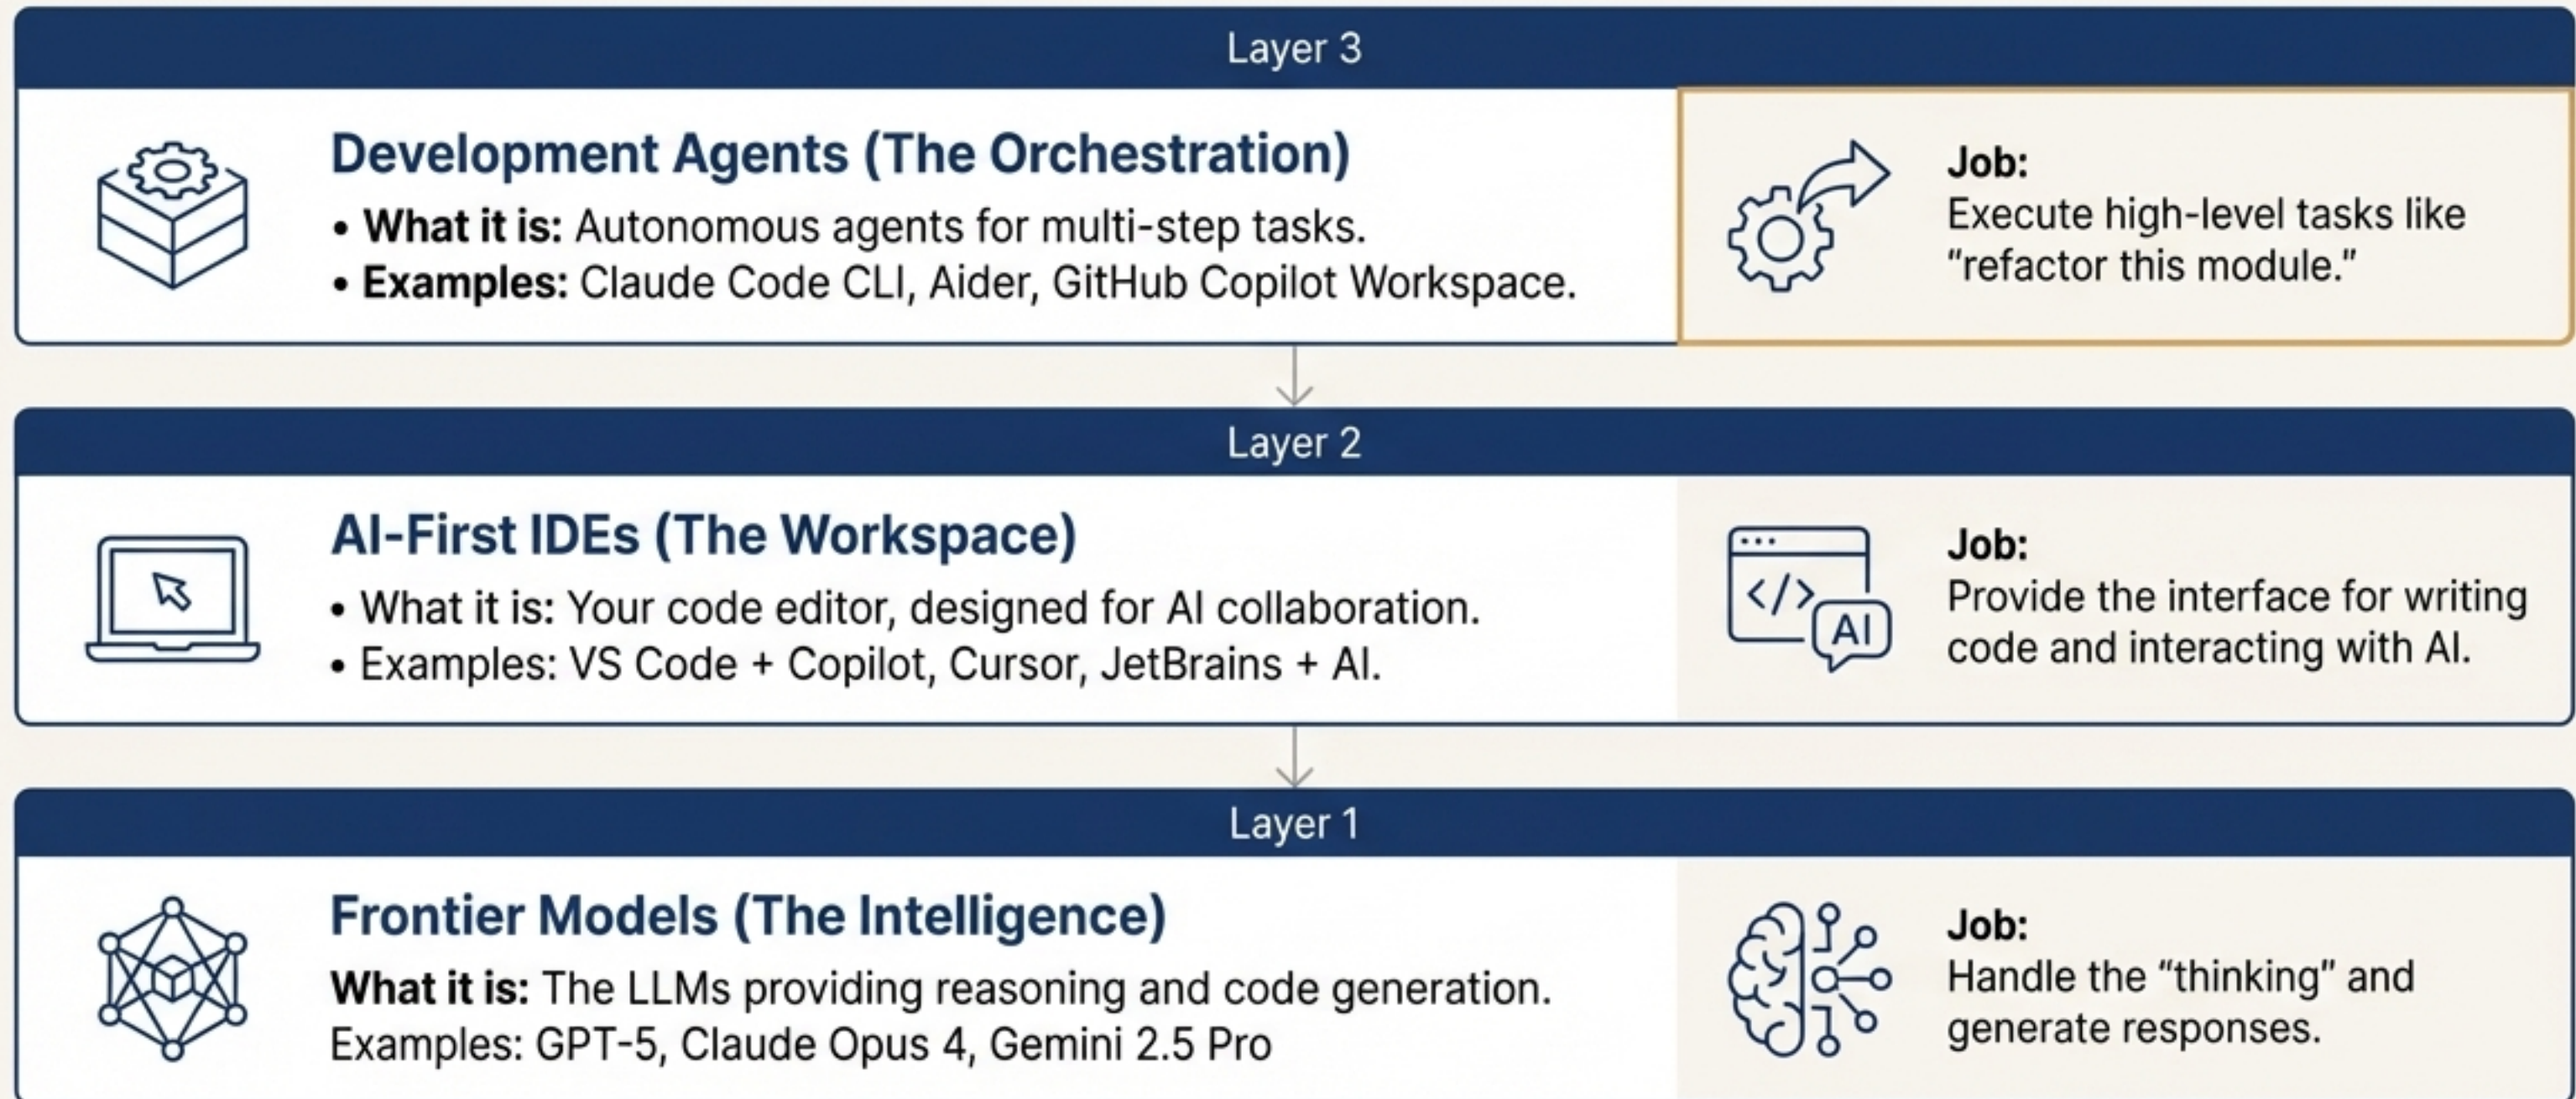 Layer 3
Development Agents (The Orchestration)
• What it is: Autonomous agents for multi-step tasks.
• Examples: Claude Code CLI, Aider, GitHub Copilot Workspace.
Job:
Execute high-level tasks like
“refactor this module.”
Layer 2
AI-First IDEs (The Workspace)
• What it is: Your code editor, designed for AI collaboration.
• Examples: VS Code + Copilot, Cursor, JetBrains + AI.
</>
AI
Job:
Provide the interface for writing
code and interacting with AI.
Layer 1
Frontier Models (The Intelligence)
What it is: The LLMs providing reasoning and code generation.
Examples: GPT-5, Claude Opus 4, Gemini 2.5 Pro
Job:
Handle the “thinking” and
generate responses.